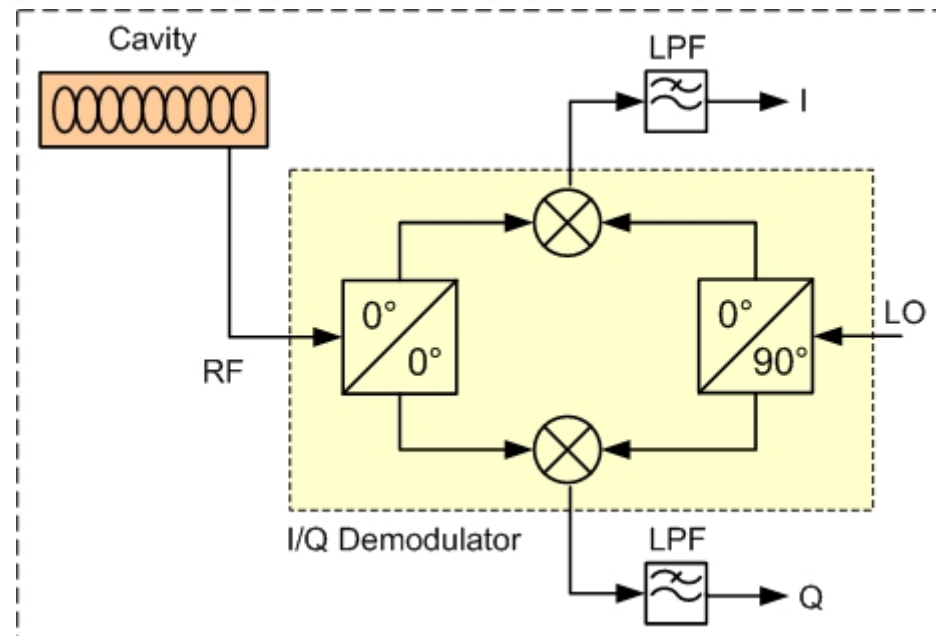 Cavity
LPF
I
0°
0°
0°
90°
LO
RF
I/Q Demodulator
LPF
Q